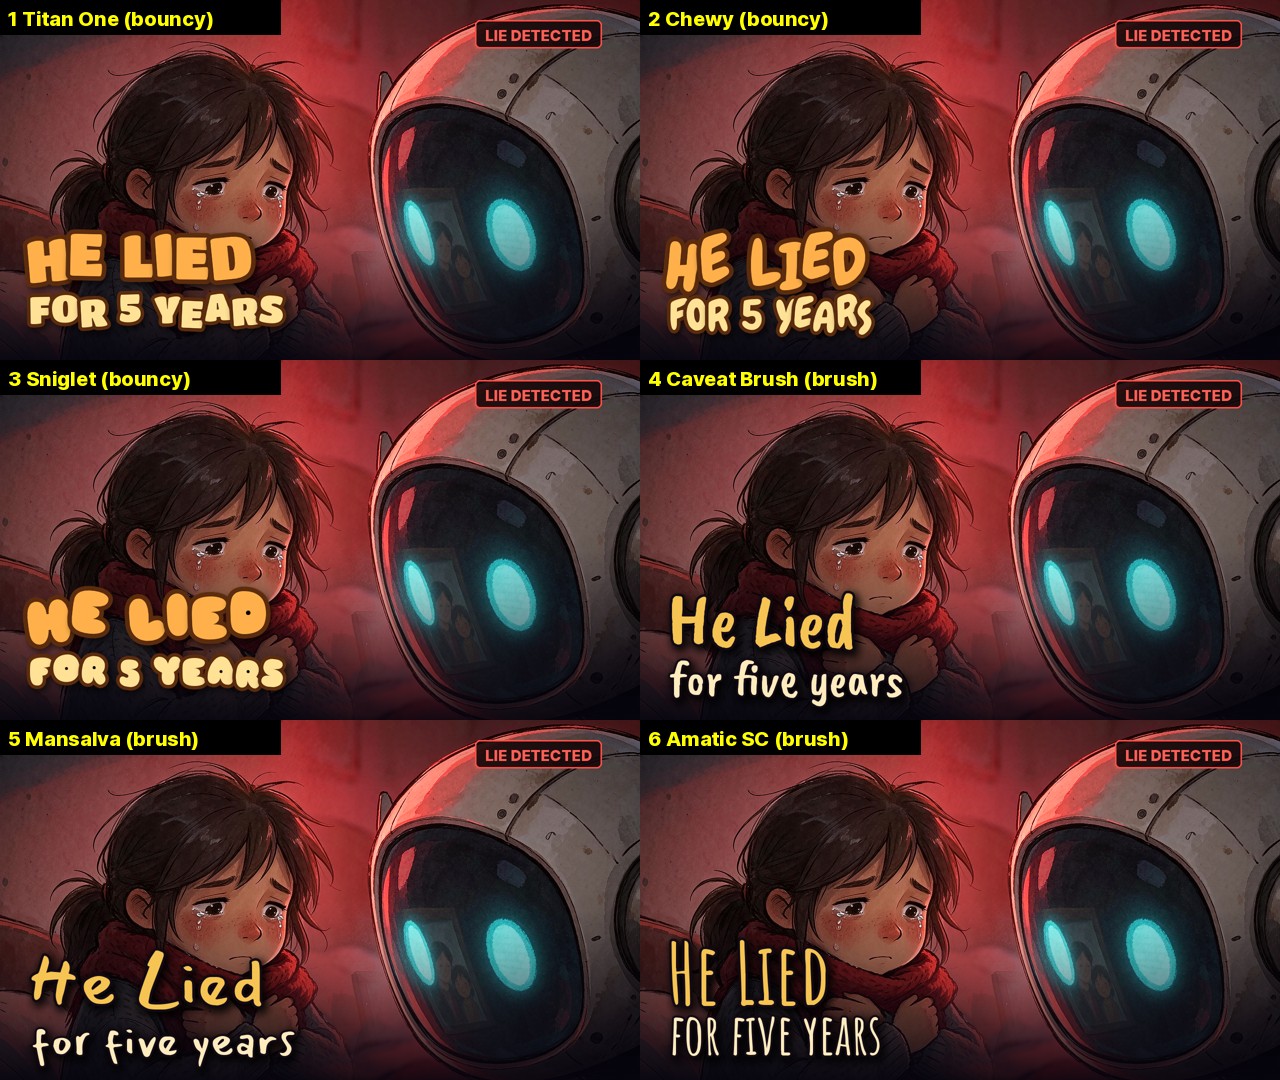 1 Titan One (bouncy)
LIE DETECTED
HE LIED
FOR 5 YEARS
2 Chewy (bouncy)
LIE DETECTED
HE LIED
FOR 5 YEARS
3 Sniglet (bouncy)
LIE DETECTED
HE LIED
FOR 5 YEARS
4 Caveat Brush (brush)
LIE DETECTED
He Lied
for five years
5 Mansalva (brush)
LIE DETECTED
He Lied
for five years
6 Amatic SC (brush)
LIE DETECTED
HE LIED
FOR FIVE YEARS